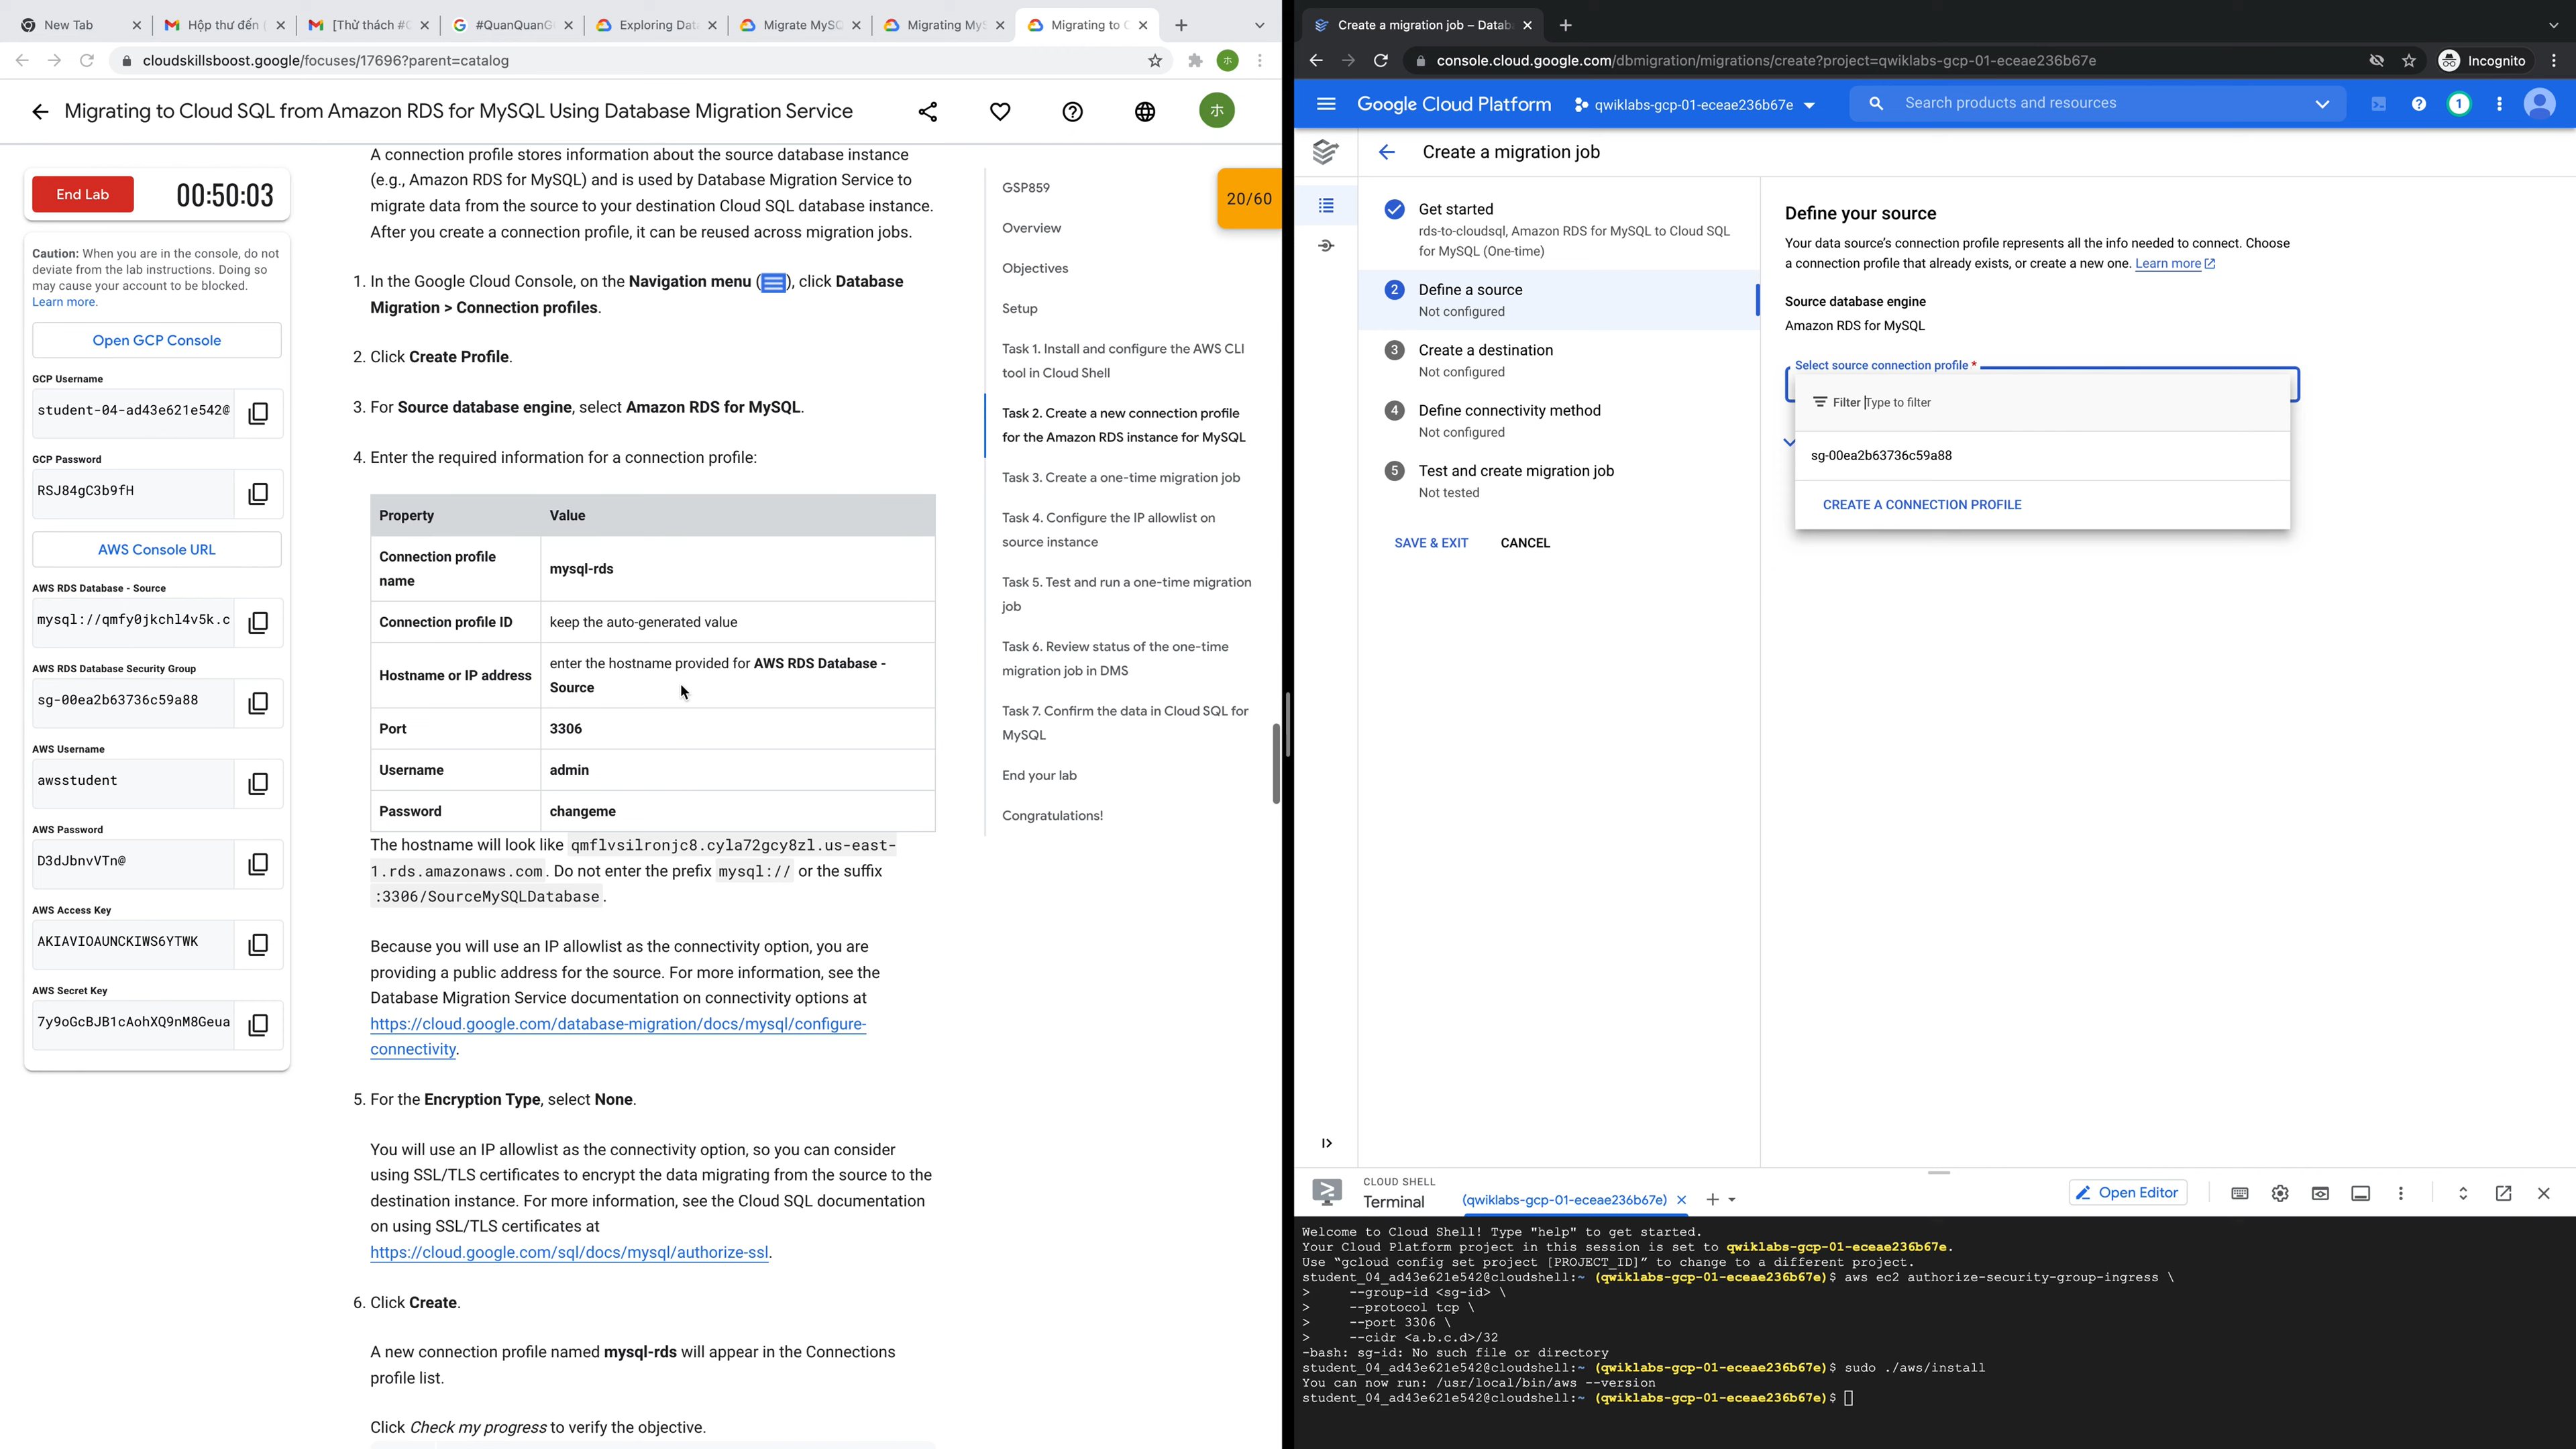 New Tab
Hộp thư đến (
[Thử thách #C
#QuanQuanG
Exploring Dat
Migrate MySQ
Migrating MyS
Migrating to C
cloudskillsboost.google/focuses/17696?parent=catalog
Migrating to Cloud SQL from Amazon RDS for MySQL Using Database Migration Service
ホ
End Lab
00:50:03
Caution: When you are in the console, do not
deviate from the lab instructions. Doing so
may cause your account to be blocked.
Learn more.
Open GCP Console
GCP Username
student-04-ad43e621e542@
GCP Password
RSJ84gC3b9fH
AWS Console URL
AWS RDS Database - Source
mysql://qmfy0jkchl4v5k.c
AWS RDS Database Security Group
sg-00ea2b63736c59a88
AWS Username
awsstudent
AWS Password
D3dJbnvVTn@
AWS Access Key
AKIAVIOAUNCKIWS6YTWK
AWS Secret Key
7y9oGcBJB1cAohXQ9nM8Geua
A connection profile stores information about the source database instance
(e.g., Amazon RDS for MySQL) and is used by Database Migration Service to
migrate data from the source to your destination Cloud SQL database instance.
After you create a connection profile, it can be reused across migration jobs.
1. In the Google Cloud Console, on the Navigation menu (), click Database
Migration > Connection profiles.
2. Click Create Profile.
3. For Source database engine, select Amazon RDS for MySQL.
4. Enter the required information for a connection profile:
Property Value
Connection profile
name
mysql-rds
Connection profile ID keep the auto-generated value
Hostname or IP address
enter the hostname provided for AWS RDS Database -
Source
Port 3306
Username admin
Password changeme
The hostname will look like qmflvsilronjc8.cyla72gcy8zl.us-east-
1.rds.amazonaws.com. Do not enter the prefix mysql:// or the suffix
:3306/SourceMySQLDatabase.
Because you will use an IP allowlist as the connectivity option, you are
providing a public address for the source. For more information, see the
Database Migration Service documentation on connectivity options at
https://cloud.google.com/database-migration/docs/mysql/configure-
connectivity.
5. For the Encryption Type, select None.
You will use an IP allowlist as the connectivity option, so you can consider
using SSL/TLS certificates to encrypt the data migrating from the source to the
destination instance. For more information, see the Cloud SQL documentation
on using SSL/TLS certificates at
https://cloud.google.com/sql/docs/mysql/authorize-ssl.
6. Click Create.
A new connection profile named mysql-rds will appear in the Connections
profile list.
Click Check my progress to verify the objective.
20/60
GSP859
Overview
Objectives
Setup
Task 1. Install and configure the AWS CLI
tool in Cloud Shell
Task 2. Create a new connection profile
for the Amazon RDS instance for MySQL
Task 3. Create a one-time migration job
Task 4. Configure the IP allowlist on
source instance
Task 5. Test and run a one-time migration
job
Task 6. Review status of the one-time
migration job in DMS
Task 7. Confirm the data in Cloud SQL for
MySQL
End your lab
Congratulations!
Create a migration job – Datab
console.cloud.google.com/dbmigration/migrations/create?project=qwiklabs-gcp-01-eceae236b67e
Incognito
Google Cloud Platform
qwiklabs-gcp-01-eceae236b67e
Search products and resources
1
Create a migration job
Get started
rds-to-cloudsql, Amazon RDS for MySQL to Cloud SQL
for MySQL (One-time)
2 Define a source
Not configured
3 Create a destination
Not configured
4 Define connectivity method
Not configured
5 Test and create migration job
Not tested
SAVE & EXIT
CANCEL
Define your source
Your data source's connection profile represents all the info needed to connect. Choose
a connection profile that already exists, or create a new one. Learn more
Source database engine
Amazon RDS for MySQL
Select source connection profile *
Filter Type to filter
sg-00ea2b63736c59a88
CREATE A CONNECTION PROFILE
CLOUD SHELL
Terminal
(qwiklabs-gcp-01-eceae236b67e)
Open Editor
Welcome to Cloud Shell! Type "help" to get started.
Your Cloud Platform project in this session is set to qwiklabs-gcp-01-eceae236b67e.
Use “gcloud config set project [PROJECT_ID]” to change to a different project.
student_04_ad43e621e542@cloudshell:~ (qwiklabs-gcp-01-eceae236b67e)$ aws ec2 authorize-security-group-ingress \
> --group-id <sg-id> \
> --protocol tcp \
> --port 3306 \
> --cidr <a.b.c.d>/32
-bash: sg-id: No such file or directory
student_04_ad43e621e542@cloudshell:~ (qwiklabs-gcp-01-eceae236b67e)$ sudo ./aws/install
You can now run: /usr/local/bin/aws --version
student_04_ad43e621e542@cloudshell:~ (qwiklabs-gcp-01-eceae236b67e)$